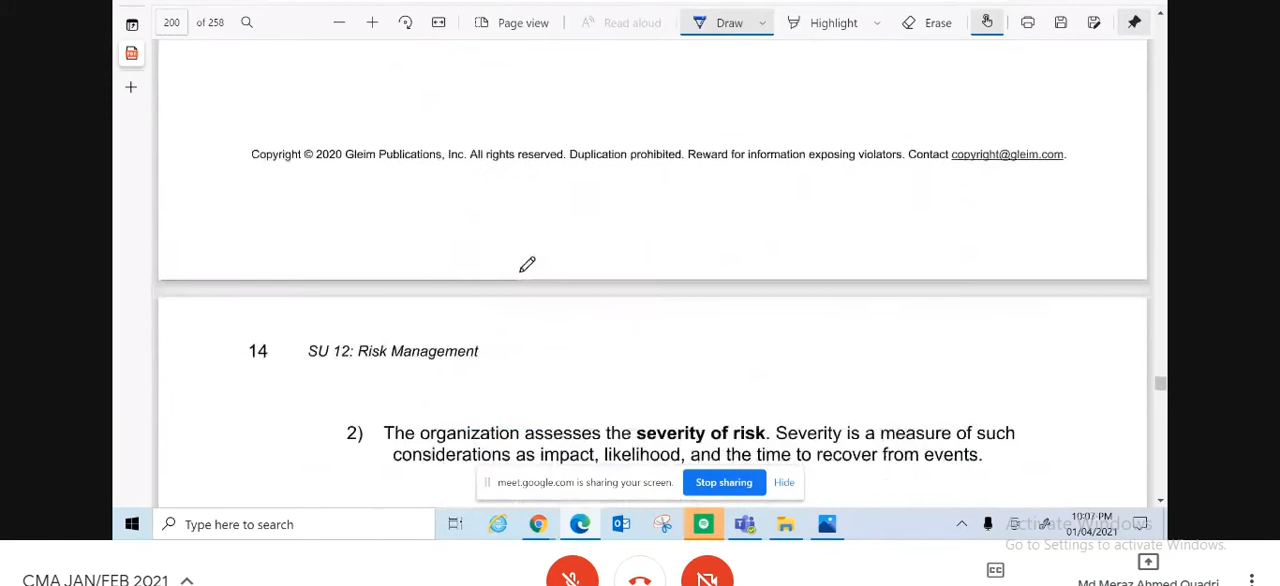 200 of 258 Page view Read aloud Draw Highlight Erase
Copyright © 2020 Gleim Publications, Inc. All rights reserved. Duplication prohibited. Reward for information exposing violators. Contact copyright@gleim.com.
14 SU 12: Risk Management
2) The organization assesses the severity of risk. Severity is a measure of such
considerations as impact, likelihood, and the time to recover from events.
meet.google.com is sharing your screen. Stop sharing Hide
Type here to search
10:07 PM
01/04/2021
Activate Windows
Go to Settings to activate Windows.
CMA JAN/FEB 2021
Md Meraz Ahmed Quadri